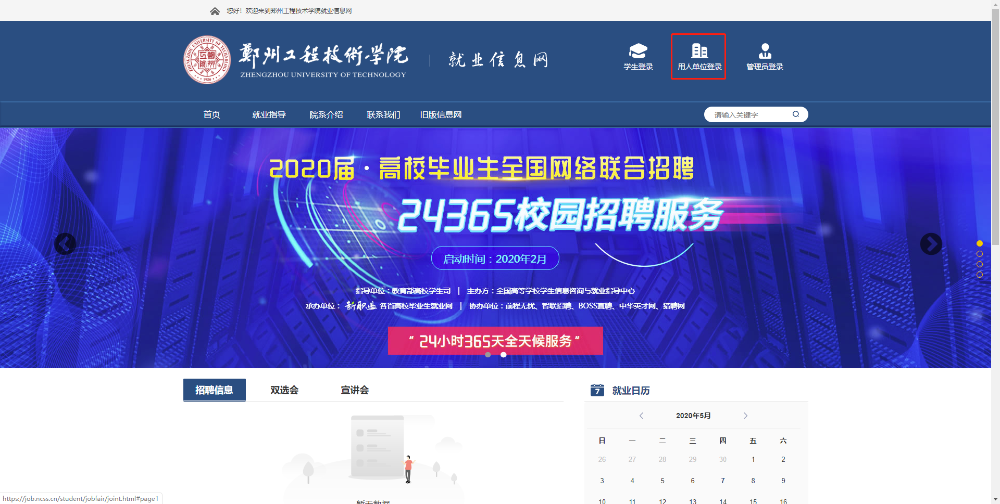 您好！欢迎来到郑州工程技术学院就业信息网
鄭州工程技術学院
ZHENGZHOU UNIVERSITY OF TECHNOLOGY
就业信息网
学生登录
用人单位登录
管理员登录
ZHENGZHOU UNIVERSITY OF TECHNOLOGY
1980
首页
就业指导
院系介绍
联系我们
旧版信息网
请输入关键字
2020届·高校毕业生全国网络联合招聘
24365校园招聘服务
启动时间：2020年2月
指导单位：教育部高校学生司 | 主办方：全国高等学校学生信息咨询与就业指导中心
承办单位： 新职业 各省高校毕业生就业网 | 协办单位：前程无忧、智联招聘、BOSS直聘、中华英才网、猎聘网
“24小时365天全天候服务”
招聘信息
双选会
宣讲会
暂无数据
7 就业日历
2020年5月
日 一 二 三 四 五 六
26 27 28 29 30 1 2
3 4 5 6 7 8 9
10 11 12 13 14 15 16
https://job.ncss.cn/student/jobfair/joint.html#page1